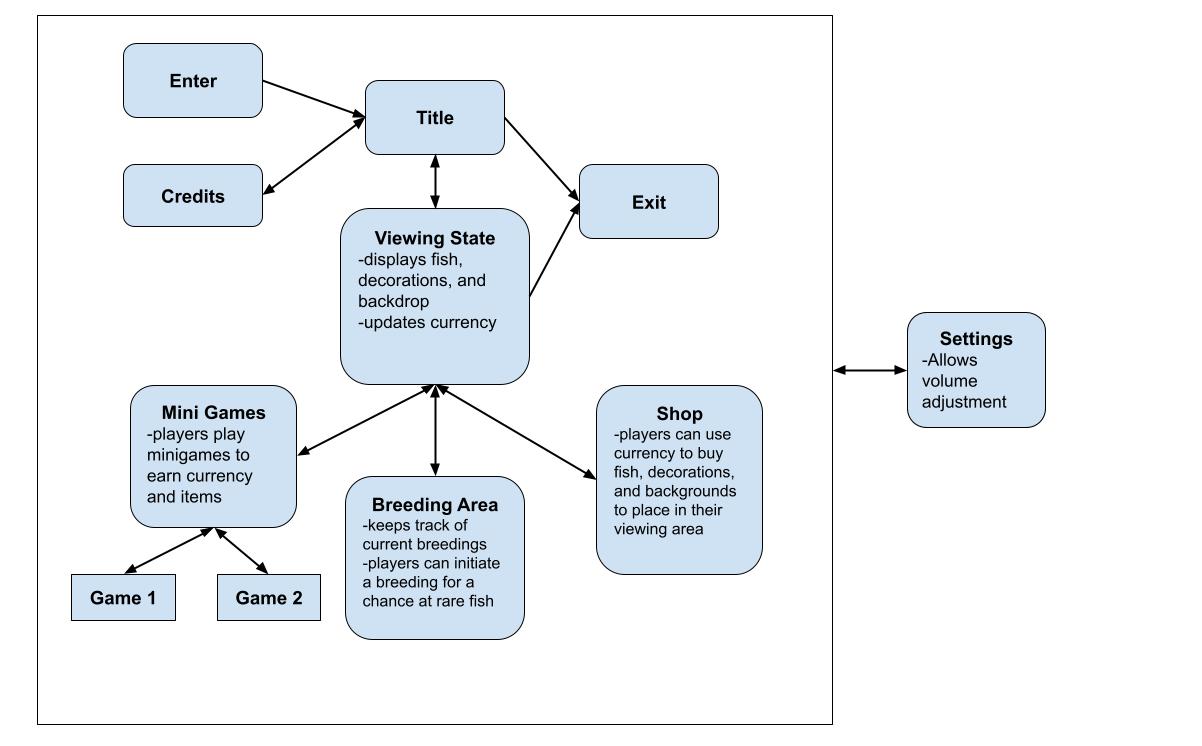 Enter
Title
Credits
Exit
Viewing State
-displays fish,
decorations, and
backdrop
-updates currency
Settings
-Allows
volume
adjustment
Mini Games
-players play
minigames to
earn currency
and items
Shop
-players can use
currency to buy
fish, decorations,
and backgrounds
to place in their
viewing area
Breeding Area
-keeps track of
current breedings
-players can initiate
a breeding for a
chance at rare fish
Game 1
Game 2